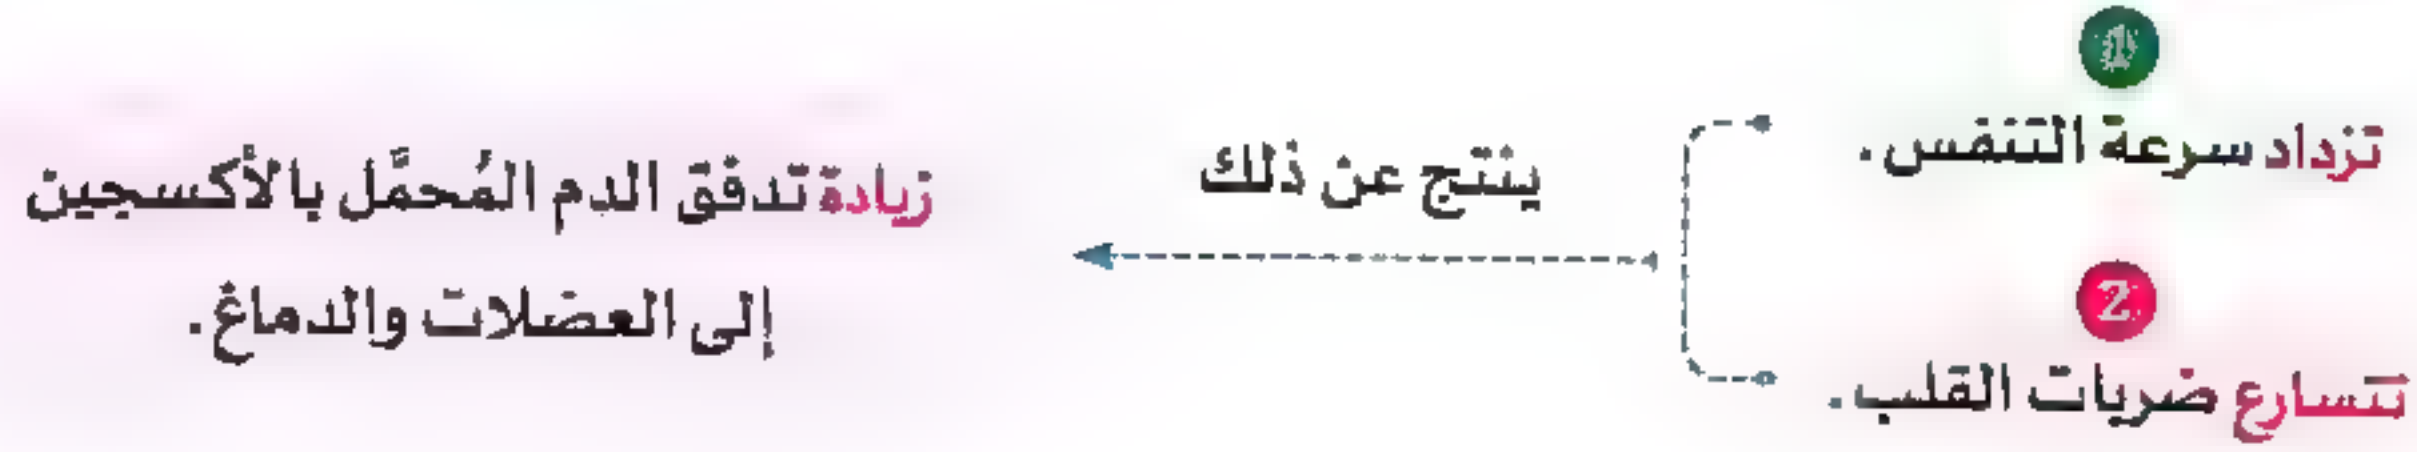 1
تزداد سرعة التنفس.
2
تتسارع ضربات القلب.
ينتج عن ذلك
زيادة تدفق الدم المُحمَّل بالأكسجين
إلى العضلات والدماغ.